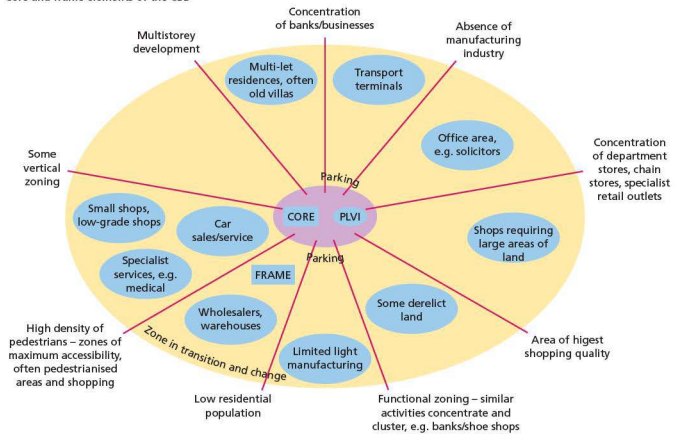 Core and frame elements of the CBD
Concentration
of banks/businesses
Multistorey
development
Absence of
manufacturing
industry
Multi-let
residences, often
old villas
Transport
terminals
Office area,
e.g. solicitors
Some
vertical
zoning
Concentration
of department
stores, chain
stores, specialist
retail outlets
Parking
Small shops,
low-grade shops
Car
sales/service
CORE
PLVI
Shops requiring
large areas of
land
Parking
Specialist
services, e.g.
medical
FRAME
Some derelict
land
Wholesalers,
warehouses
High density of
pedestrians – zones of
maximum accessibility,
often pedestrianised
areas and shopping
Zone in transition and change
Limited light
manufacturing
Area of higest
shopping quality
Low residential
population
Functional zoning – similar
activities concentrate and
cluster, e.g. banks/shoe shops